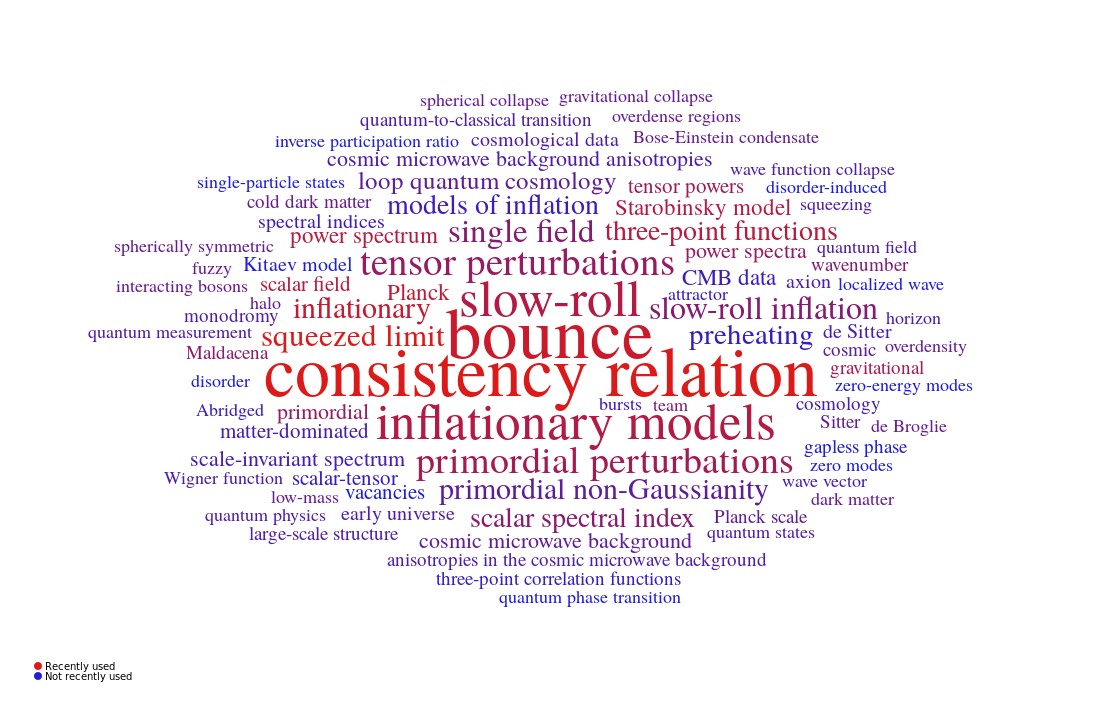 spherical collapse gravitational collapse
quantum-to-classical transition overdense regions
inverse participation ratio cosmological data Bose-Einstein condensate
cosmic microwave background anisotropies wave function collapse
single-particle states loop quantum cosmology tensor powers disorder-induced
cold dark matter models of inflation Starobinsky model squeezing
spectral indices power spectrum single field three-point functions
spherically symmetric tensor perturbations power spectra quantum field
fuzzy Kitaev model wavenumber
interacting bosons scalar field Planck slow-roll CMB data axion localized wave
halo inflationary attractor slow-roll inflation
monodromy horizon
quantum measurement squeezed limit bounce preheating de Sitter
Maldacena cosmic overdensity
disorder consistency relation gravitational
zero-energy modes
Abridged primordial bursts team cosmology
matter-dominated inflationary models Sitter de Broglie
scale-invariant spectrum primordial perturbations gapless phase
zero modes
Wigner function scalar-tensor wave vector
low-mass vacancies primordial non-Gaussianity dark matter
quantum physics early universe scalar spectral index Planck scale
large-scale structure cosmic microwave background quantum states
anisotropies in the cosmic microwave background
three-point correlation functions
quantum phase transition
Recently used
Not recently used